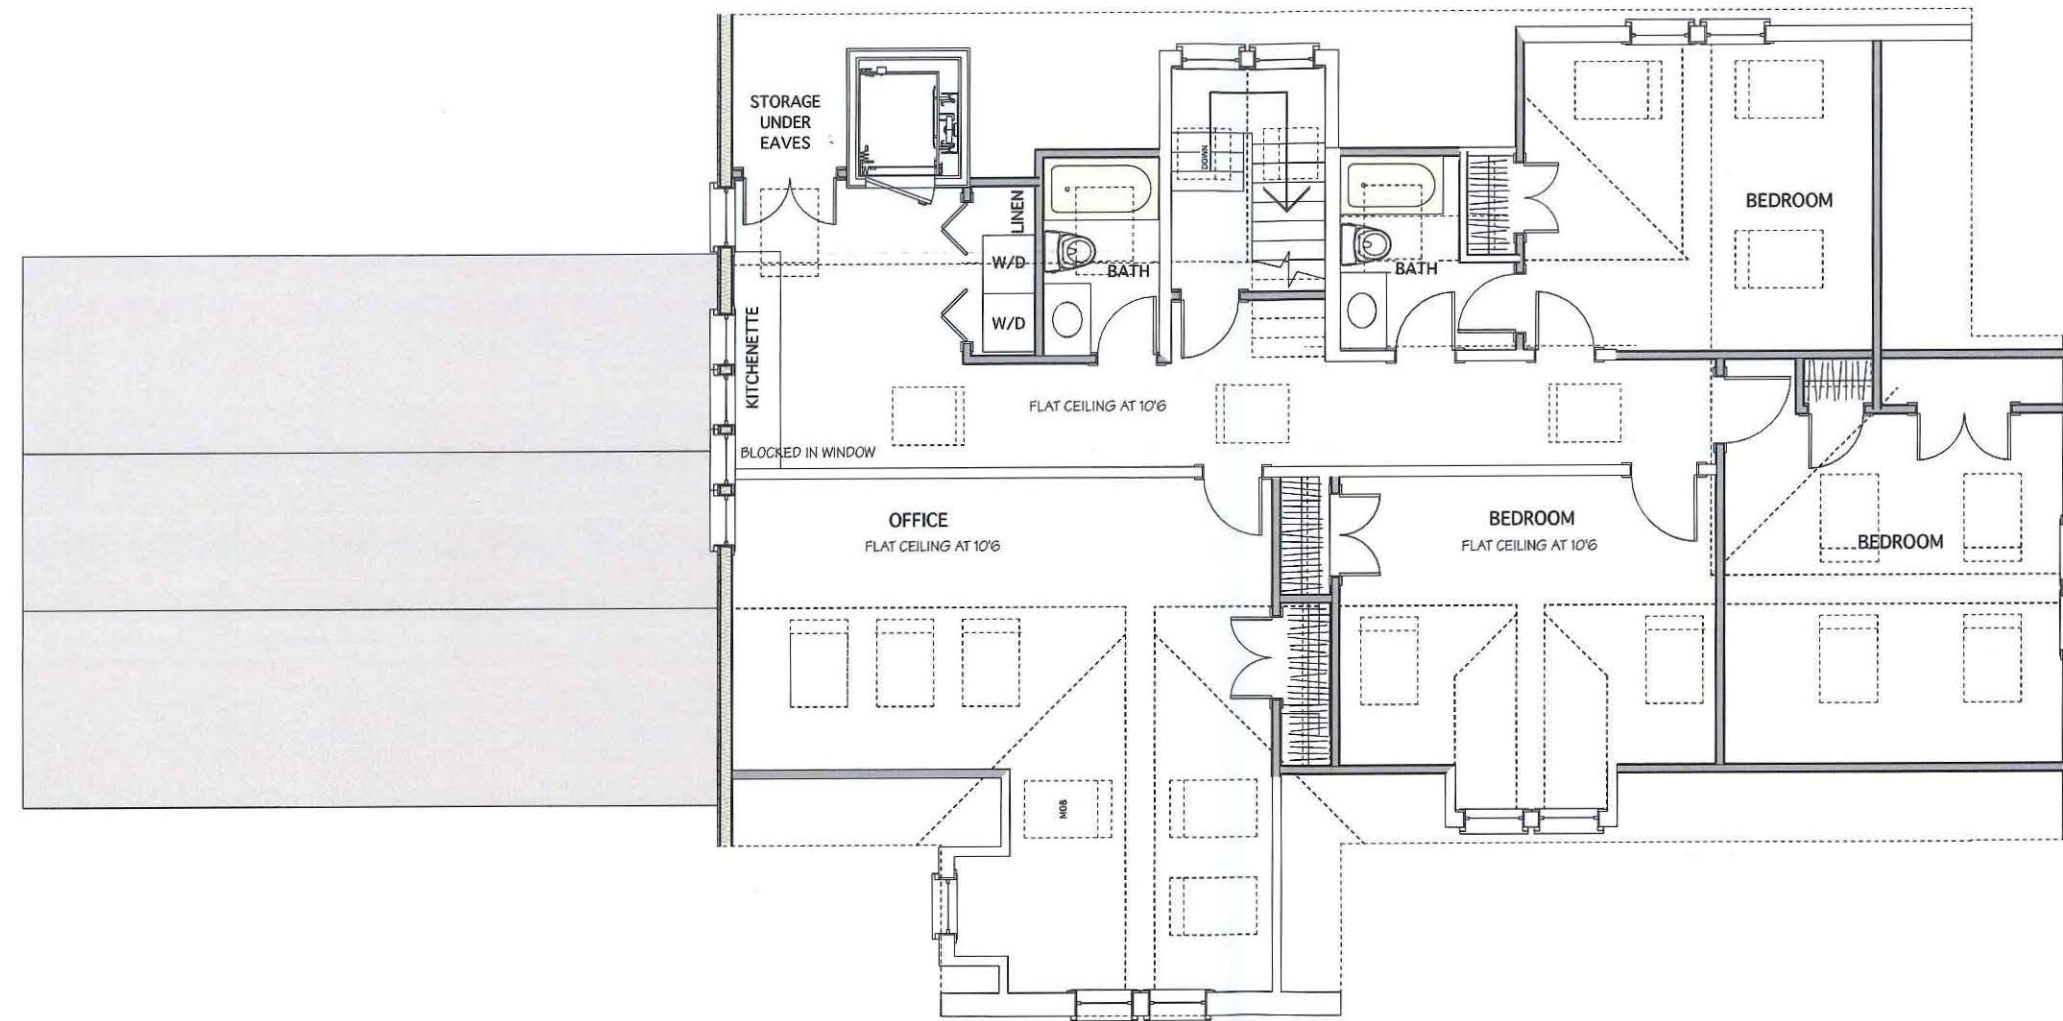 STORAGE
UNDER
EAVES
DOWN
BEDROOM
LINEN
W/D
BATH
BATH
W/D
KITCHENETTE
FLAT CEILING AT 10'6
BLOCKED IN WINDOW
OFFICE
FLAT CEILING AT 10'6
BEDROOM
FLAT CEILING AT 10'6
BEDROOM